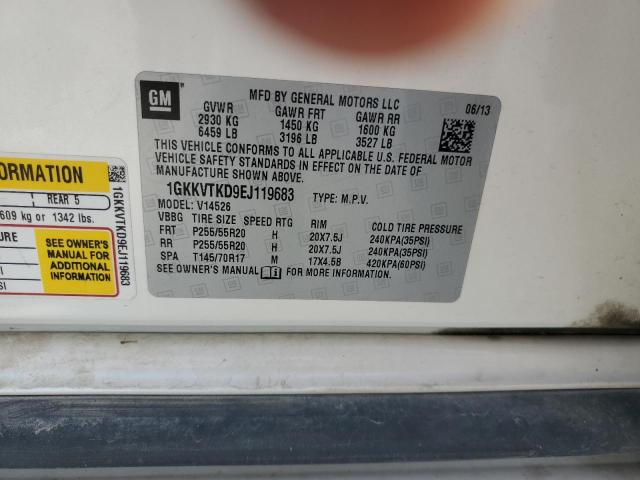 GM
MFD BY GENERAL MOTORS LLC
06/13
GVWR GAWR FRT GAWR RR
2930 KG 1450 KG 1600 KG
6459 LB 3196 LB 3527 LB
THIS VEHICLE CONFORMS TO ALL APPLICABLE U.S. FEDERAL MOTOR
VEHICLE SAFETY STANDARDS IN EFFECT ON THE DATE OF
MANUFACTURE SHOWN ABOVE.
1GKKVTKD9EJ119683 TYPE: M.P.V.
MODEL: V14526
VBBG TIRE SIZE SPEED RTG RIM COLD TIRE PRESSURE
FRT P255/55R20 H 20X7.5J 240KPA(35PSI)
RR P255/55R20 H 20X7.5J 240KPA(35PSI)
SPA T145/70R17 M 17X4.5B 420KPA(60PSI)
SEE OWNER'S MANUAL FOR MORE INFORMATION.
ORMATION
REAR 5
609 kg or 1342 lbs.
URE
SEE OWNER'S
MANUAL FOR
ADDITIONAL
INFORMATION
1GKKVTKD9EJ119683